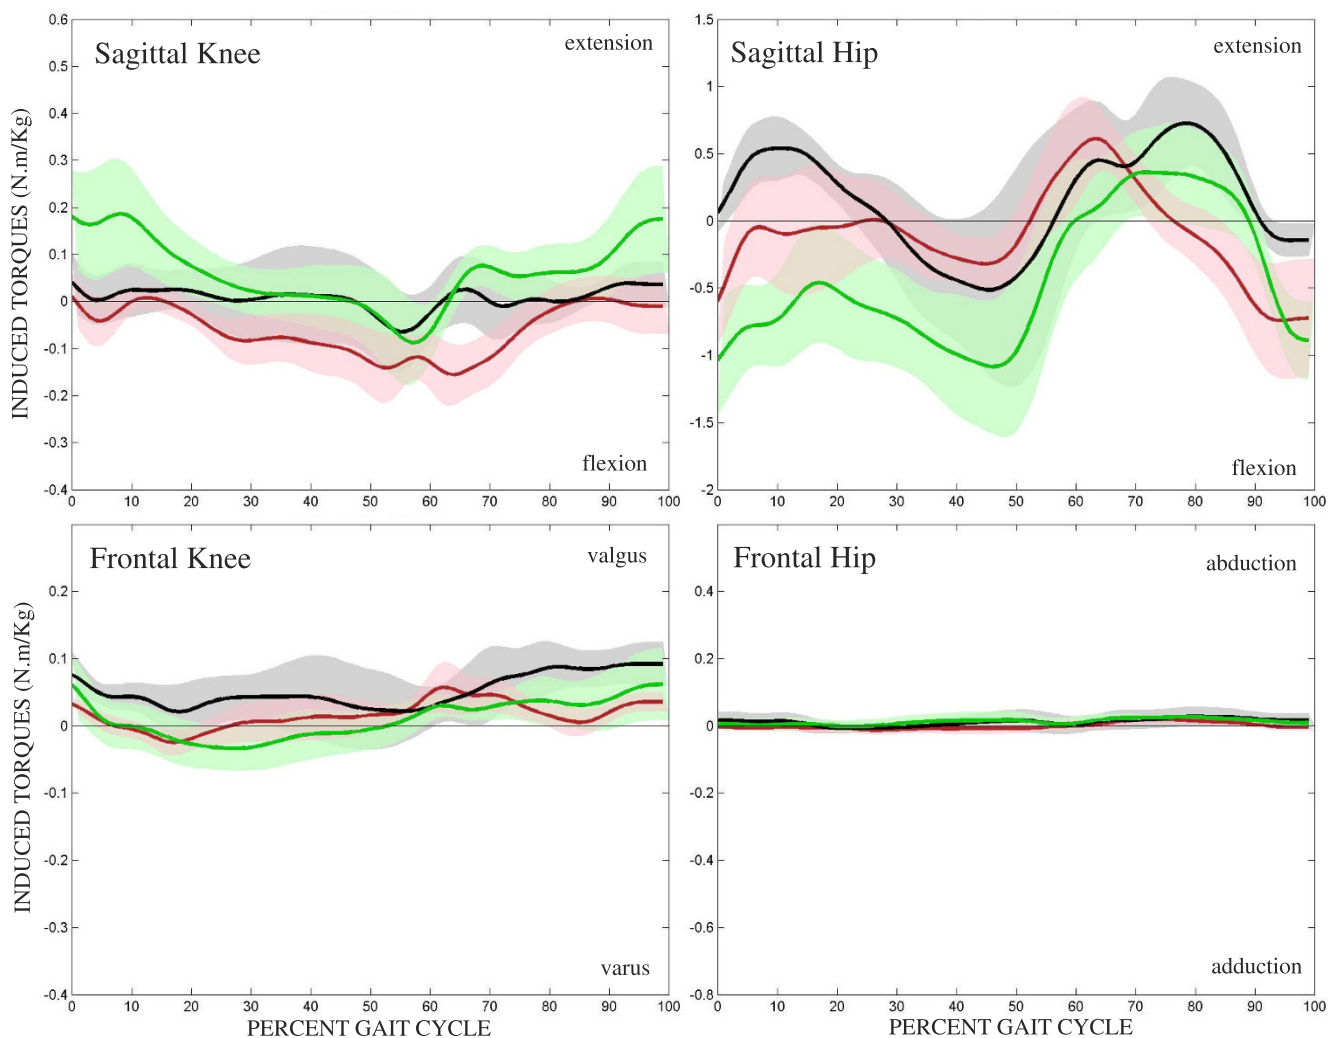 Sagittal Knee
extension
0.6
0.5
0.4
0.3
0.2
0.1
0
-0.1
-0.2
-0.3
-0.4
INDUCED TORQUES (N.m/Kg)
flexion
0 10 20 30 40 50 60 70 80 90 100
Sagittal Hip
extension
1.5
1
0.5
0
-0.5
-1
-1.5
-2
flexion
0 10 20 30 40 50 60 70 80 90 100
Frontal Knee
valgus
0.2
0.1
0
-0.1
-0.2
-0.3
-0.4
INDUCED TORQUES (N.m/Kg)
varus
0 10 20 30 40 50 60 70 80 90 100
PERCENT GAIT CYCLE
Frontal Hip
abduction
0.4
0.2
0
-0.2
-0.4
-0.6
-0.8
adduction
0 10 20 30 40 50 60 70 80 90 100
PERCENT GAIT CYCLE